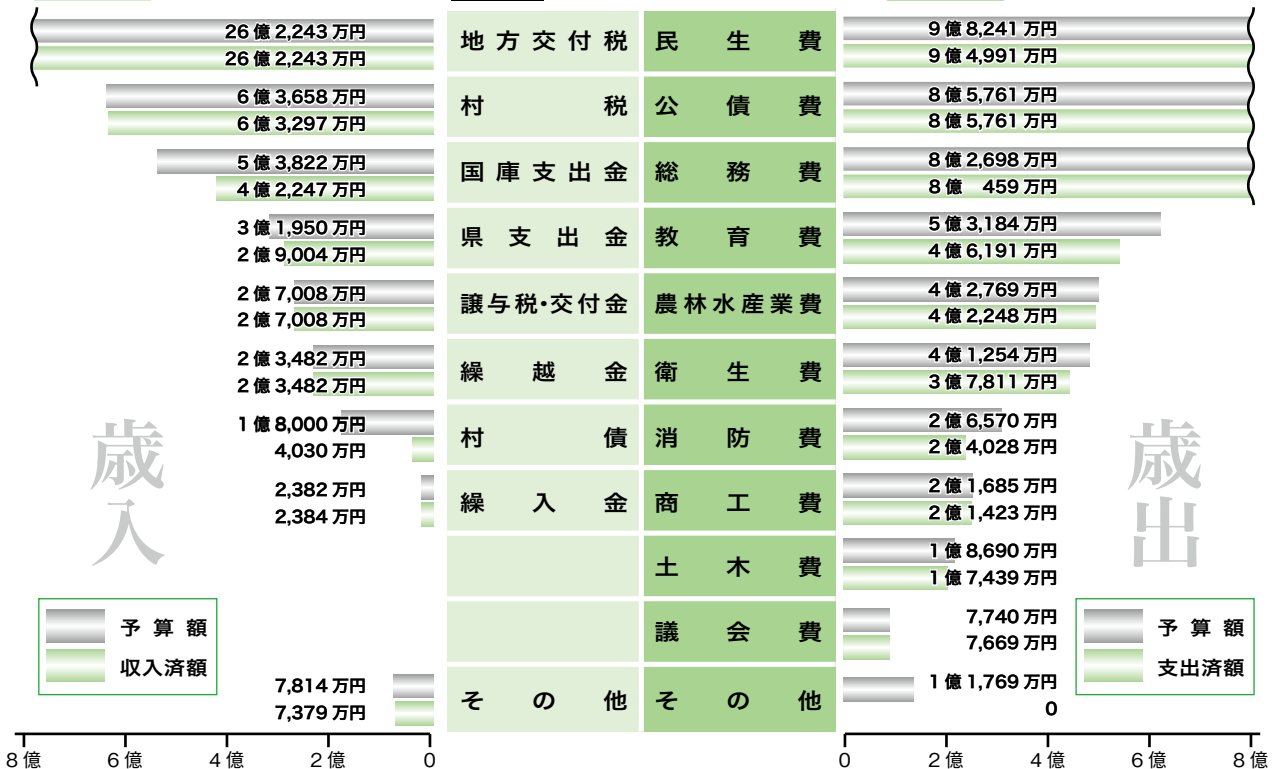 26億2,243万円 地方交付税 民生費 9億8,241万円
26億2,243万円 9億4,991万円
6億3,658万円 村税 公債費 8億5,761万円
6億3,297万円 8億5,761万円
5億3,822万円 国庫支出金 総務費 8億2,698万円
4億2,247万円 8億 459万円
3億1,950万円 県支出金 教育費 5億3,184万円
2億9,004万円 4億6,191万円
2億7,008万円 譲与税・交付金 農林水産業費 4億2,769万円
2億7,008万円 4億2,248万円
2億3,482万円 繰越金 衛生費 4億1,254万円
2億3,482万円 3億7,811万円
1億8,000万円 村債 消防費 2億6,570万円
4,030万円 2億4,028万円
2,382万円 繰入金 商工費 2億1,685万円
2,384万円 2億1,423万円
土木費 1億8,690万円
1億7,439万円
議会費 7,740万円
7,669万円
7,814万円 その他 その他 1億1,769万円
7,379万円 0
歳入
歳出
予算額
収入済額
予算額
支出済額
8億 6億 4億 2億 0 0 2億 4億 6億 8億